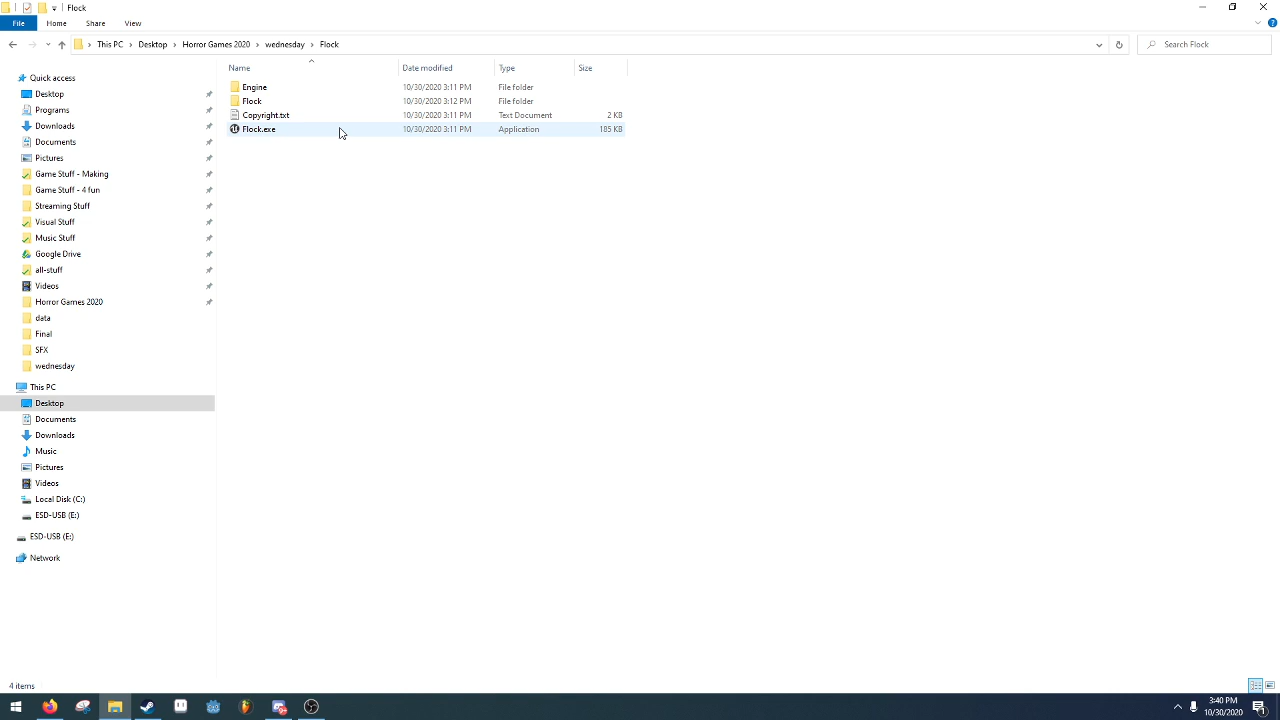 Flock
File Home Share View
This PC Desktop Horror Games 2020 wednesday Flock Search Flock
Name Date modified Type Size
Engine 10/30/2020 3:11 PM File folder
Flock 10/30/2020 3:12 PM File folder
Copyright.txt 10/30/2020 3:11 PM Text Document 2 KB
Flock.exe 10/30/2020 3:11 PM Application 185 KB
Quick access
Desktop
Programs
Downloads
Documents
Pictures
Game Stuff - Making
Game Stuff - 4 fun
Streaming Stuff
Visual Stuff
Music Stuff
Google Drive
all-stuff
Videos
Horror Games 2020
data
Final
SFX
wednesday
This PC
Desktop
Documents
Downloads
Music
Pictures
Videos
Local Disk (C:)
ESD-USB (E:)
ESD-USB (E:)
Network
4 items
3:40 PM
10/30/2020